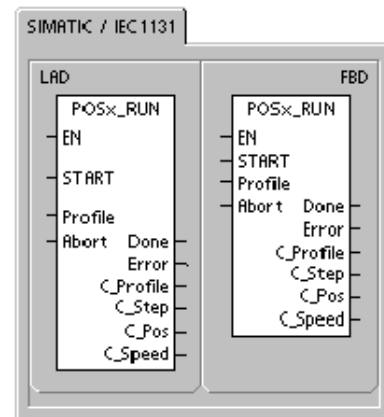 SIMATIC / IEC1131
LAD
POSx_RUN
EN
START
Profile
Abort Done
Error
C_Profile
C_Step
C_Pos
C_Speed
FBD
POSx_RUN
EN
START
Profile
Abort Done
Error
C_Profile
C_Step
C_Pos
C_Speed